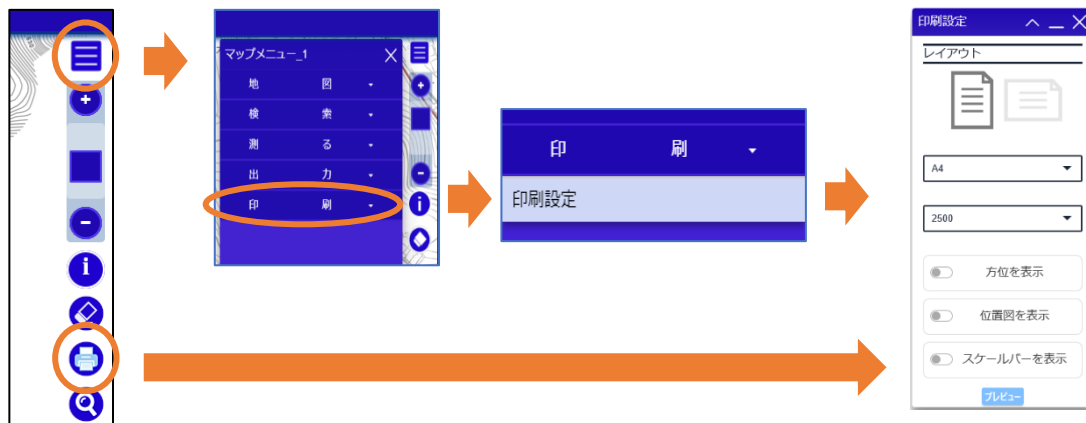 マップメニュー_1
地 図
検 索
測 る
出 力
印 刷
印 刷
印刷設定
印刷設定
レイアウト
A4
2500
方位を表示
位置図を表示
スケールバーを表示
プレビュー